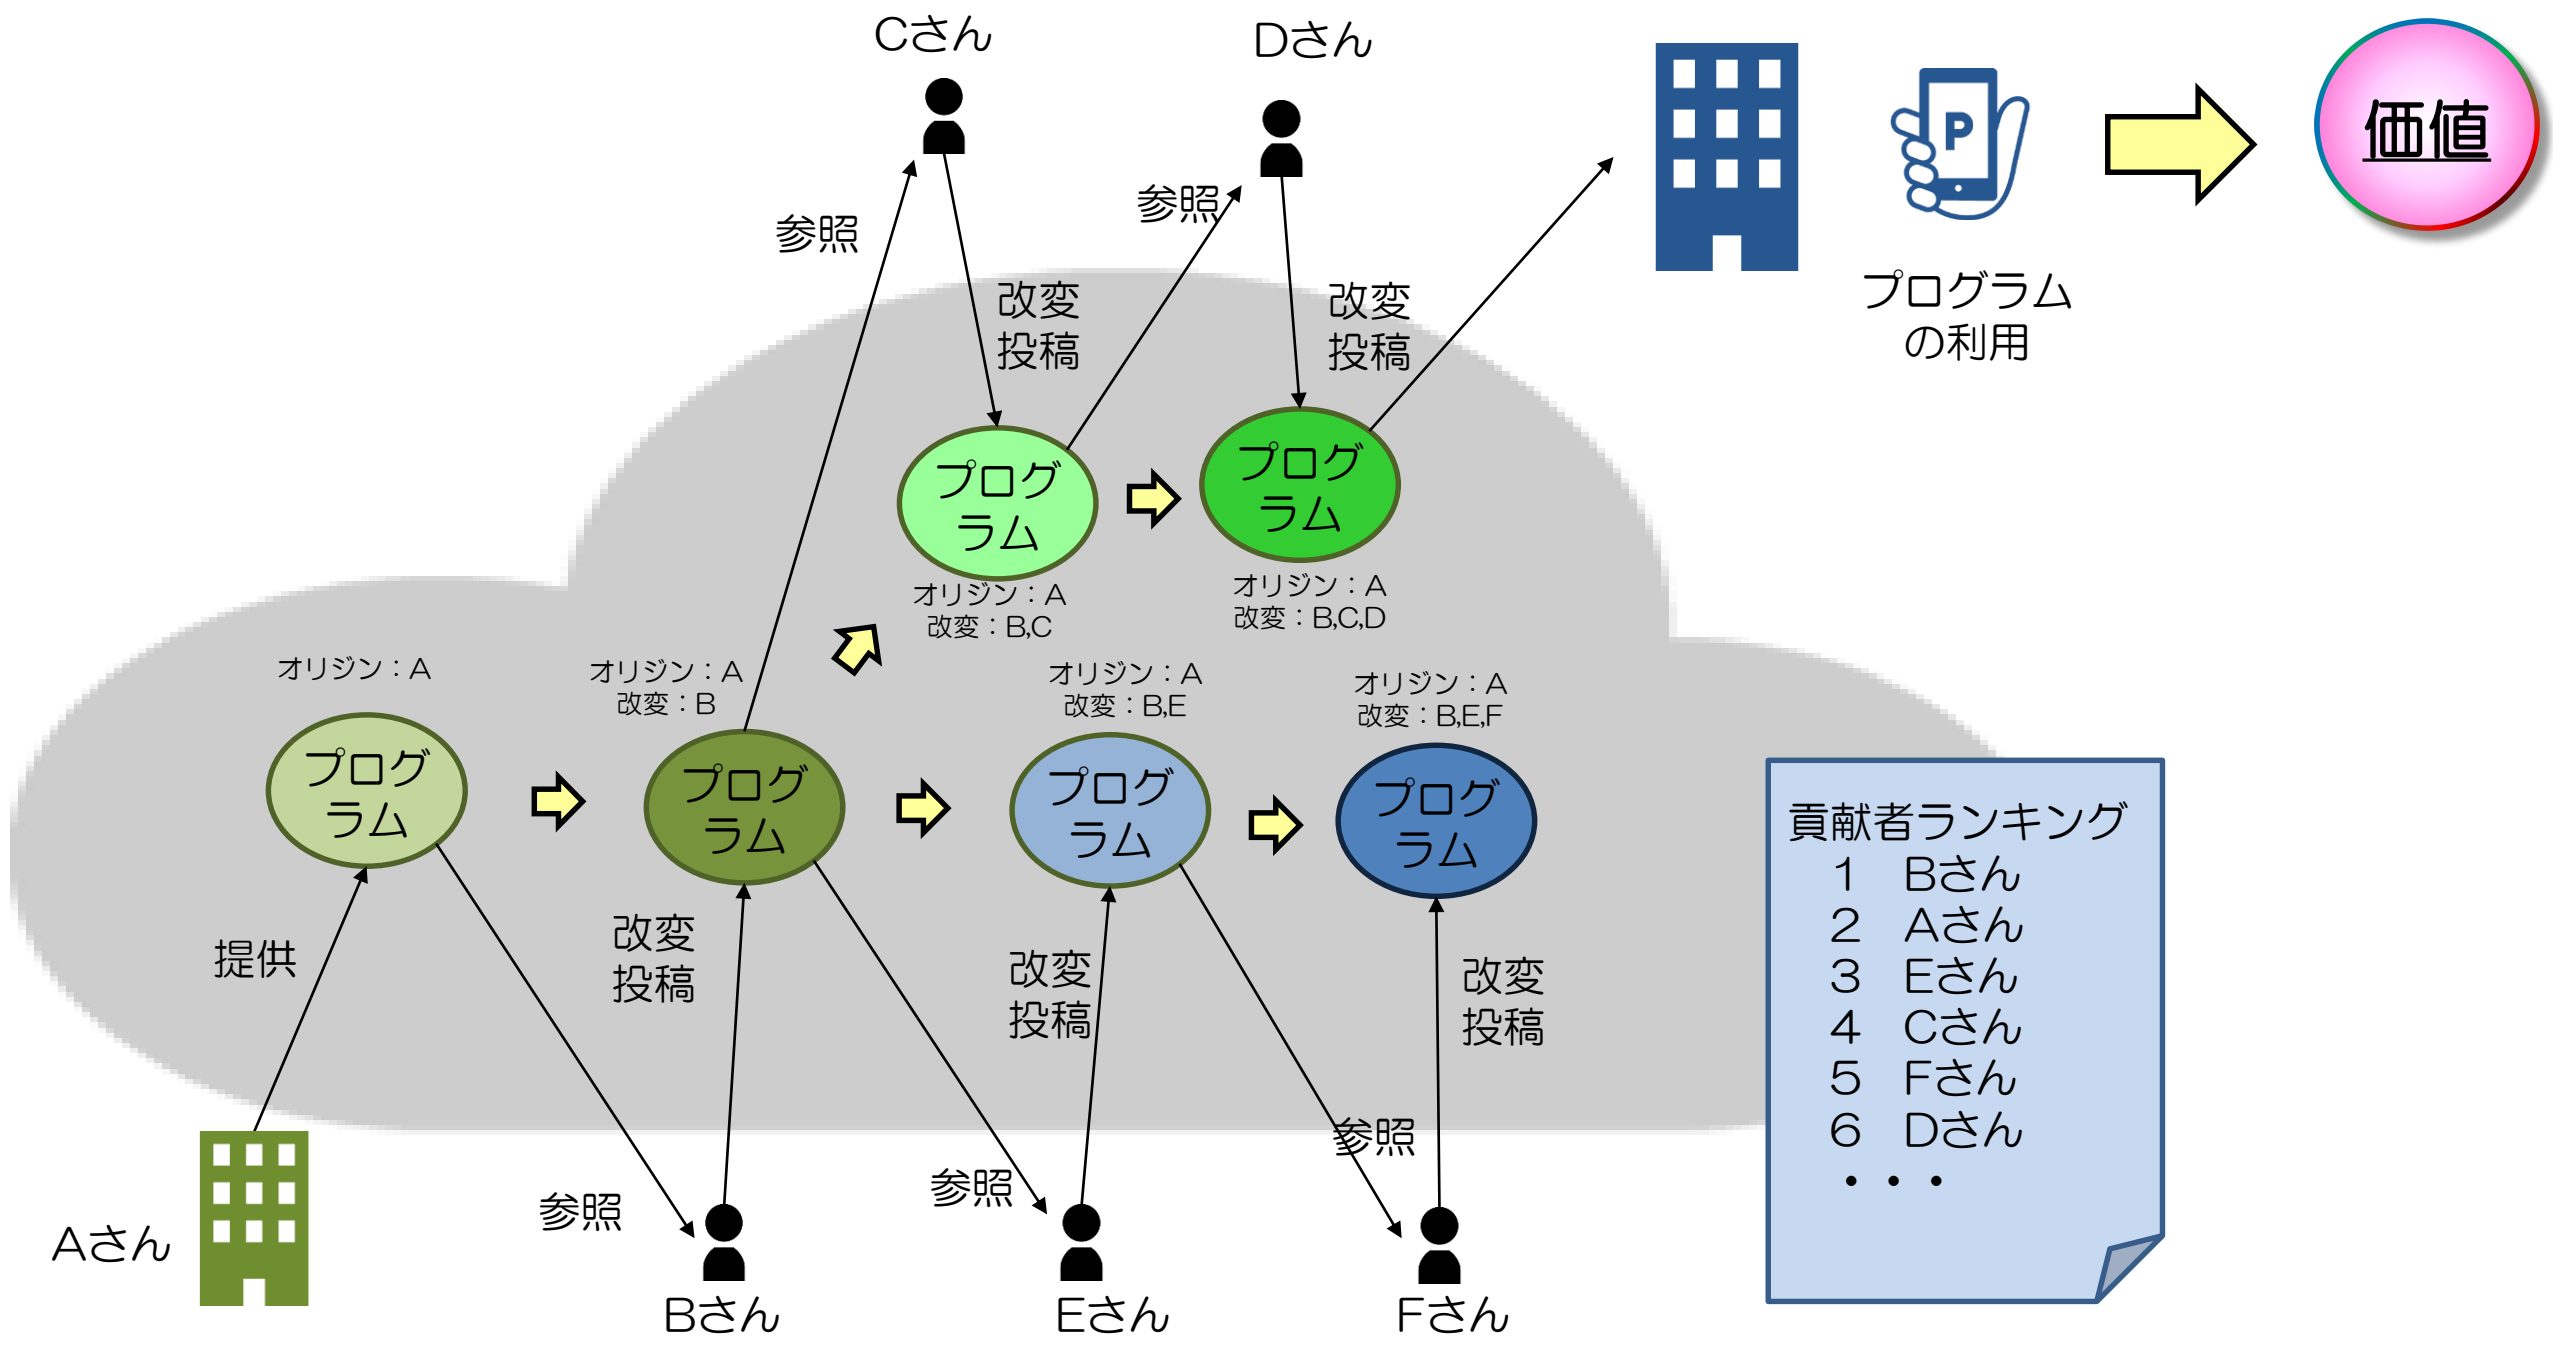 Cさん
Dさん
P
価値
参照
参照
改変
投稿
改変
投稿
プログラム
の利用
プログ
ラム
プログ
ラム
オリジン：A
改変：B,C
オリジン：A
改変：B,C,D
オリジン：A
オリジン：A
改変：B
オリジン：A
改変：B,E
オリジン：A
改変：B,E,F
プログ
ラム
プログ
ラム
プログ
ラム
プログ
ラム
提供
改変
投稿
改変
投稿
改変
投稿
参照
参照
参照
Aさん
Bさん
Eさん
Fさん
貢献者ランキング
1　Bさん
2　Aさん
3　Eさん
4　Cさん
5　Fさん
6　Dさん
・・・